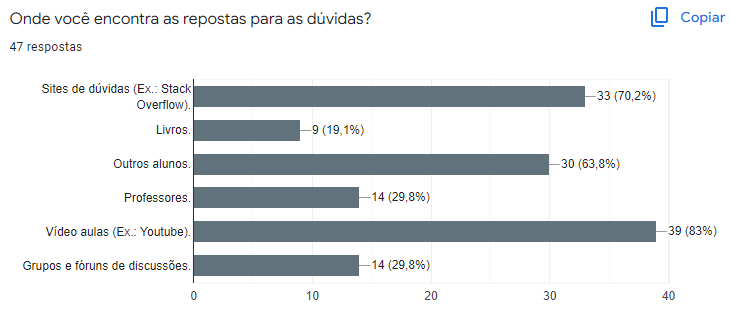 Onde você encontra as repostas para as dúvidas?
Copiar
47 respostas
Sites de dúvidas (Ex.: Stack
Overflow).
33 (70,2%)
Livros.
9 (19,1%)
Outros alunos.
30 (63,8%)
Professores.
14 (29,8%)
Vídeo aulas (Ex.: Youtube).
39 (83%)
Grupos e fóruns de discussões.
14 (29,8%)
0
10
20
30
40